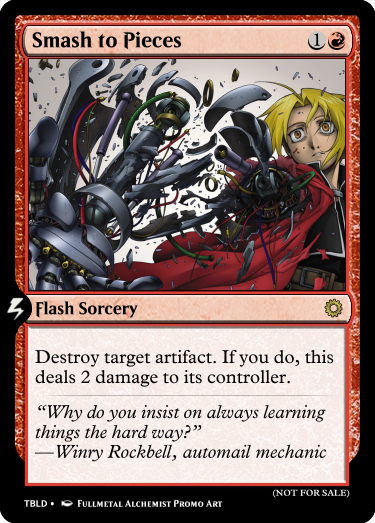 Smash to Pieces 1
Flash Sorcery
Destroy target artifact. If you do, this
deals 2 damage to its controller.
“Why do you insist on always learning
things the hard way?”
—Winry Rockbell, automail mechanic
(NOT FOR SALE)
TBLD • Fullmetal Alchemist Promo Art